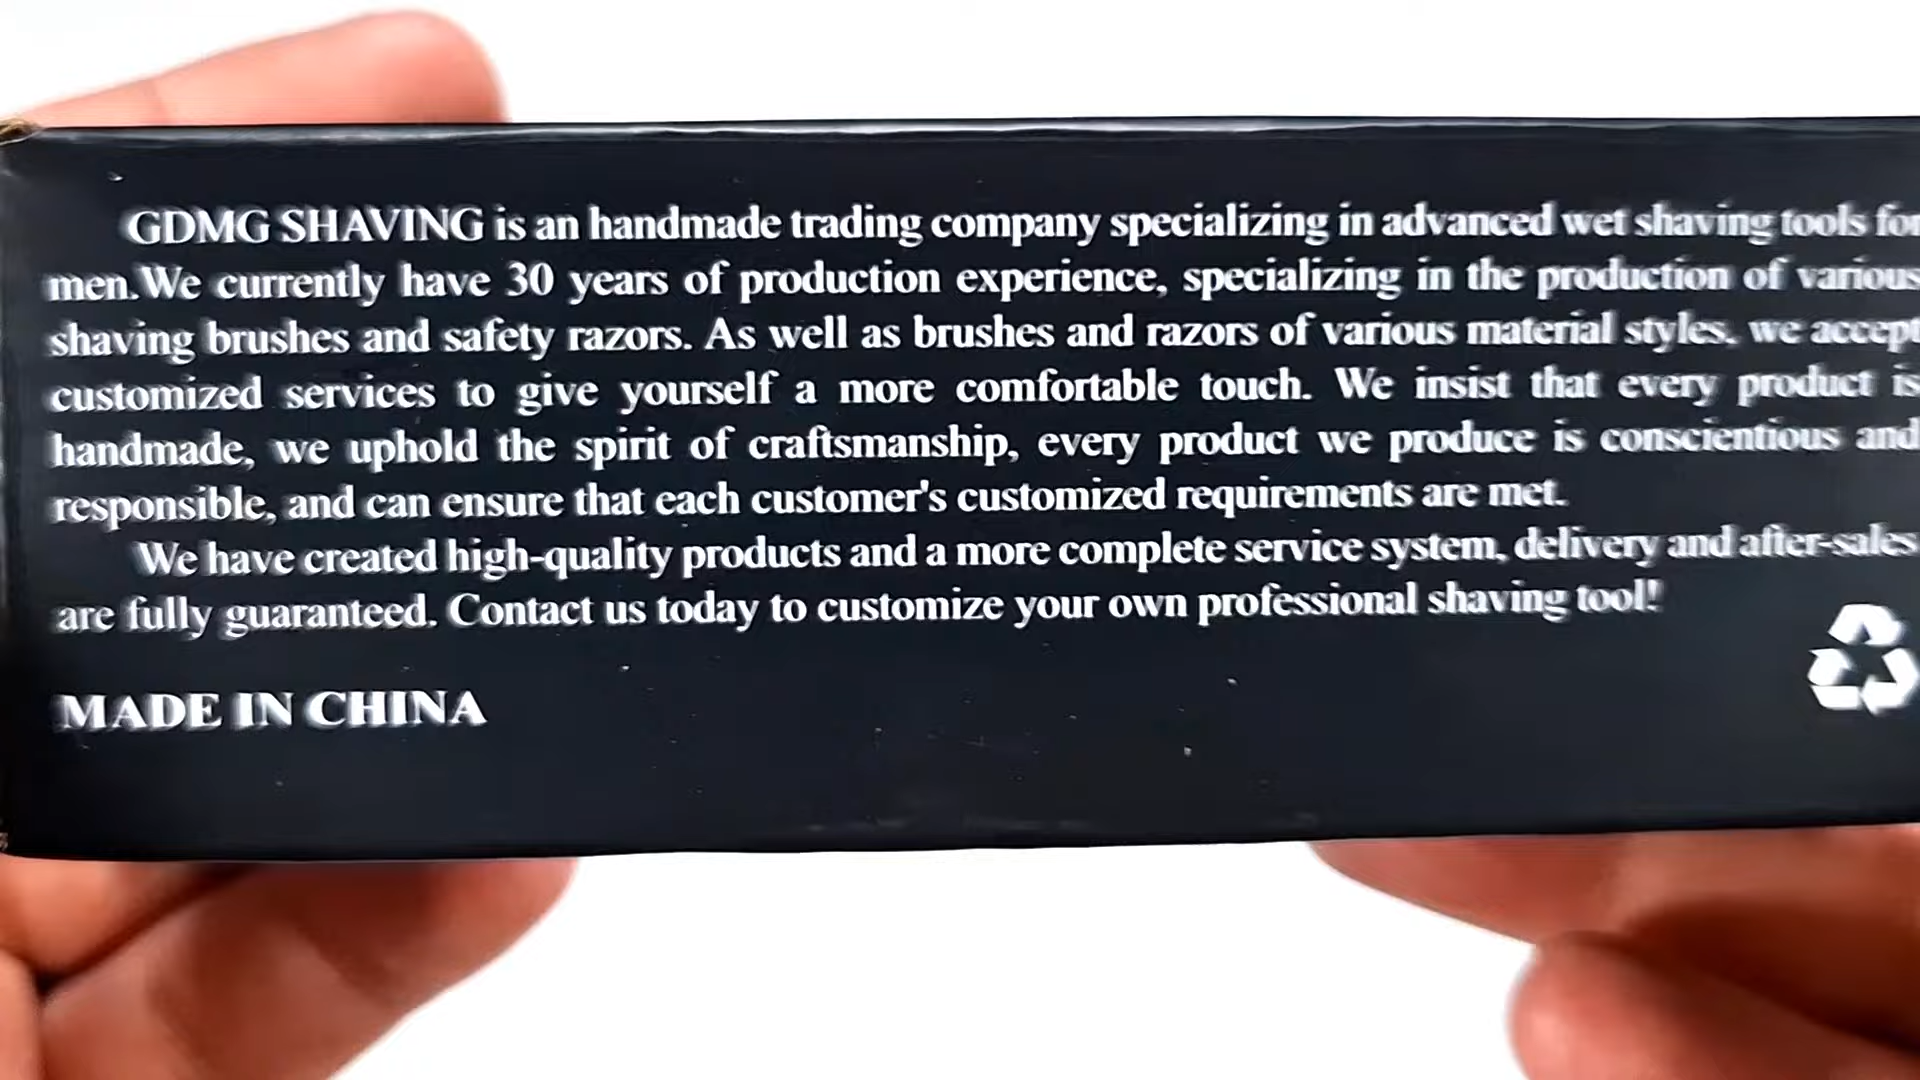 GDMG SHAVING is an handmade trading company specializing in advanced wet shaving tools for
men.We currently have 30 years of production experience, specializing in the production of various
shaving brushes and safety razors. As well as brushes and razors of various material styles, we accept
customized services to give yourself a more comfortable touch. We insist that every product is
handmade, we uphold the spirit of craftsmanship, every product we produce is conscientious and
responsible, and can ensure that each customer's customized requirements are met.
We have created high-quality products and a more complete service system, delivery and after-sales
are fully guaranteed. Contact us today to customize your own professional shaving tool!
MADE IN CHINA